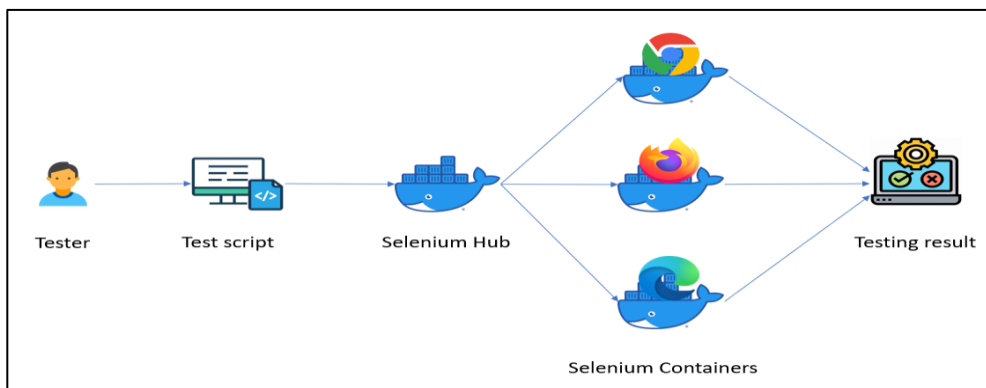 </>
Tester
Test script
Selenium Hub
Testing result
Selenium Containers